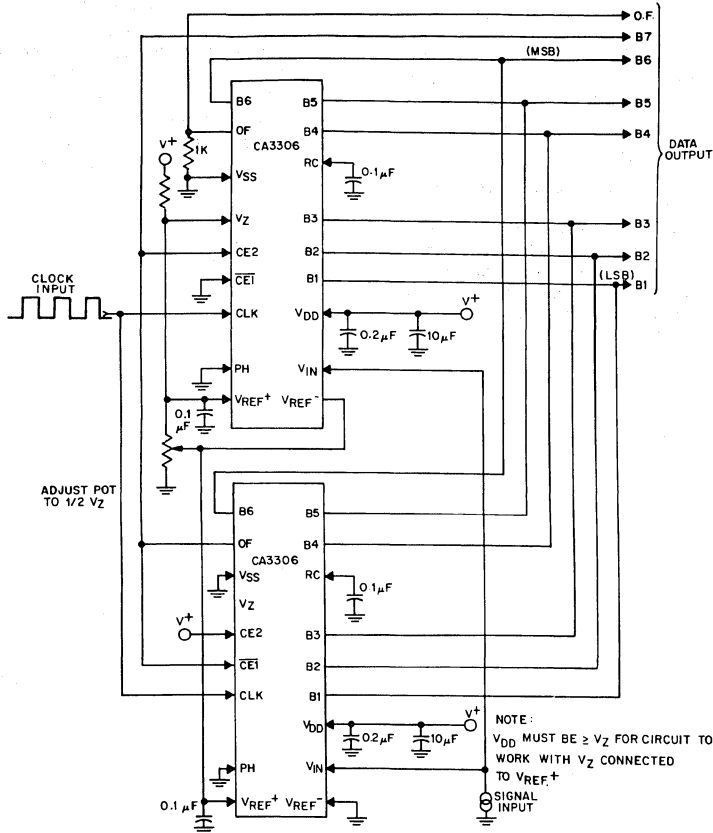 O.F.
B7
(MSB)
B6
B6
B5
B5
OF
1K
CA3306
B4
B4
V+
VSS
RC
0.1µF
DATA
OUTPUT
VZ
B3
B3
CE2
B2
B2
CLOCK
INPUT
CE1
B1
(LSB)
B1
CLK
VDD
V+
0.2µF
10µF
PH
VIN
VREF+
VREF-
0.1
µF
ADJUST POT
TO 1/2 VZ
B6
B5
OF
B4
CA3306
VSS
RC
0.1µF
VZ
V+
CE2
B3
CE1
B2
CLK
B1
VDD
V+
0.2µF
10µF
NOTE:
VDD MUST BE ≥ VZ FOR CIRCUIT TO
WORK WITH VZ CONNECTED
TO VREF+
PH
VIN
0.1µF
VREF+
VREF-
SIGNAL
INPUT